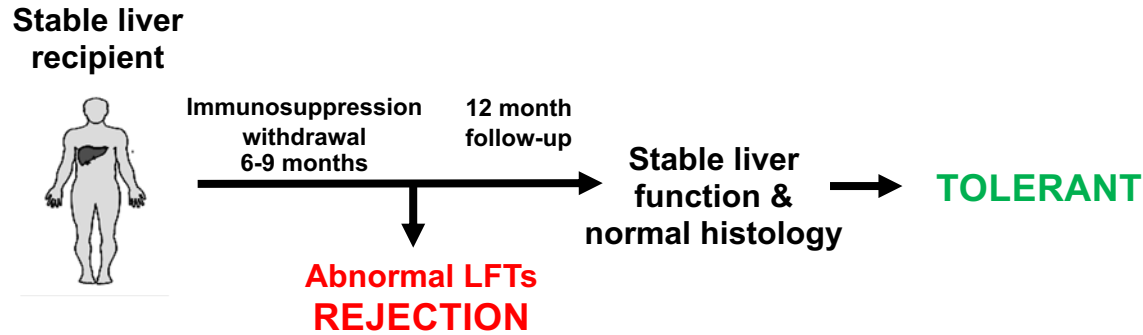 Stable liver
recipient
Immunosuppression
withdrawal
6-9 months
12 month
follow-up
Abnormal LFTs
REJECTION
Stable liver
function &
normal histology
TOLERANT